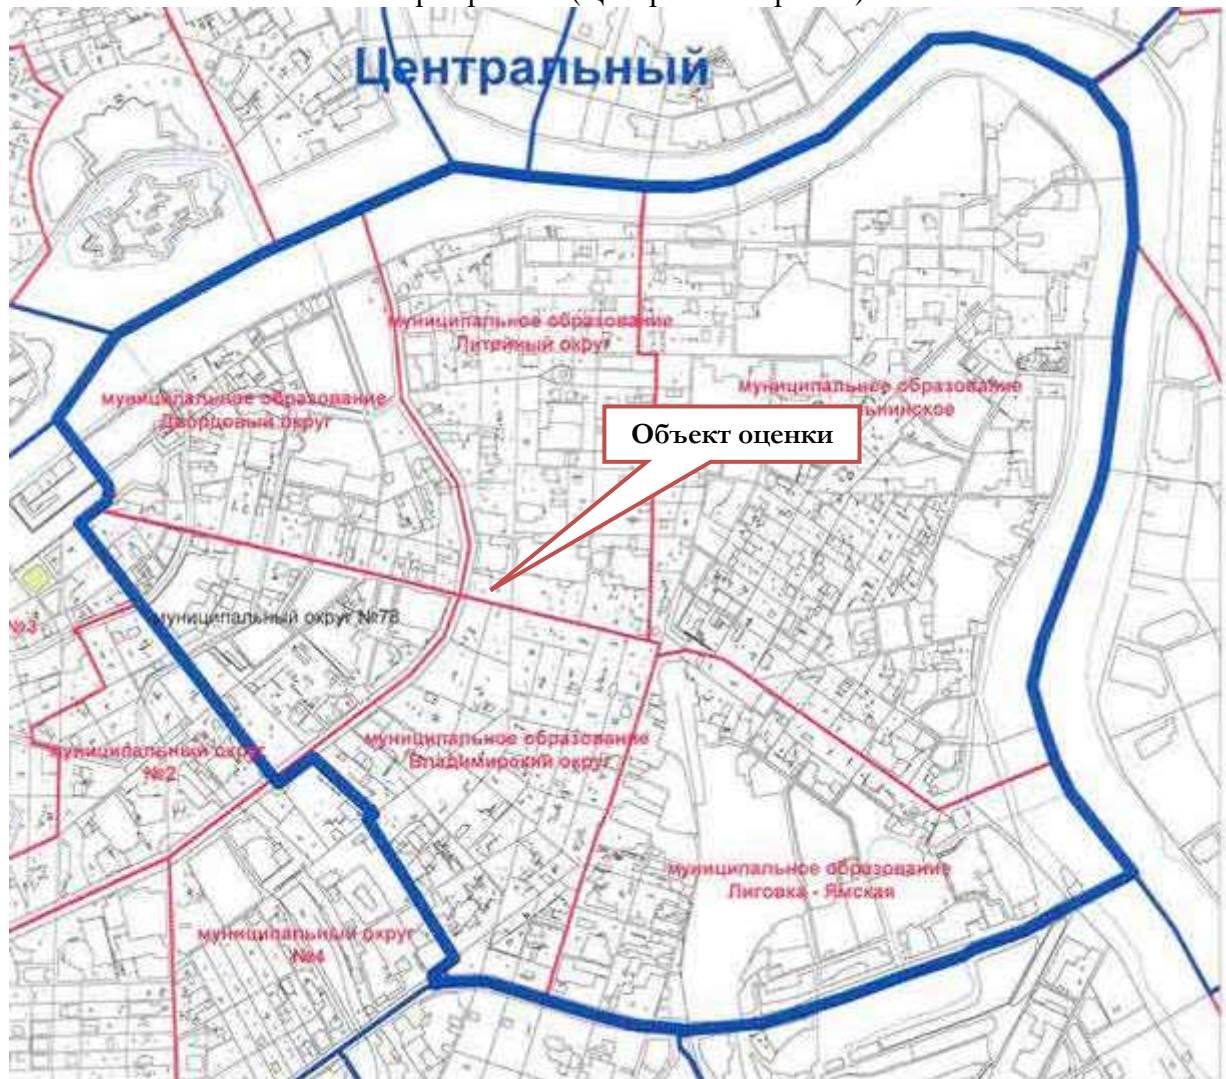 Центральный
муниципальное образование
Литейный округ
муниципальное образование
муниципальное образование
Дворцовый округ
Объект оценки
муниципальный округ №78
№3
муниципальное образование
Владимирский округ
муниципальный округ
№2
муниципальное образование
Лиговка - Ямская
муниципальный округ
№4